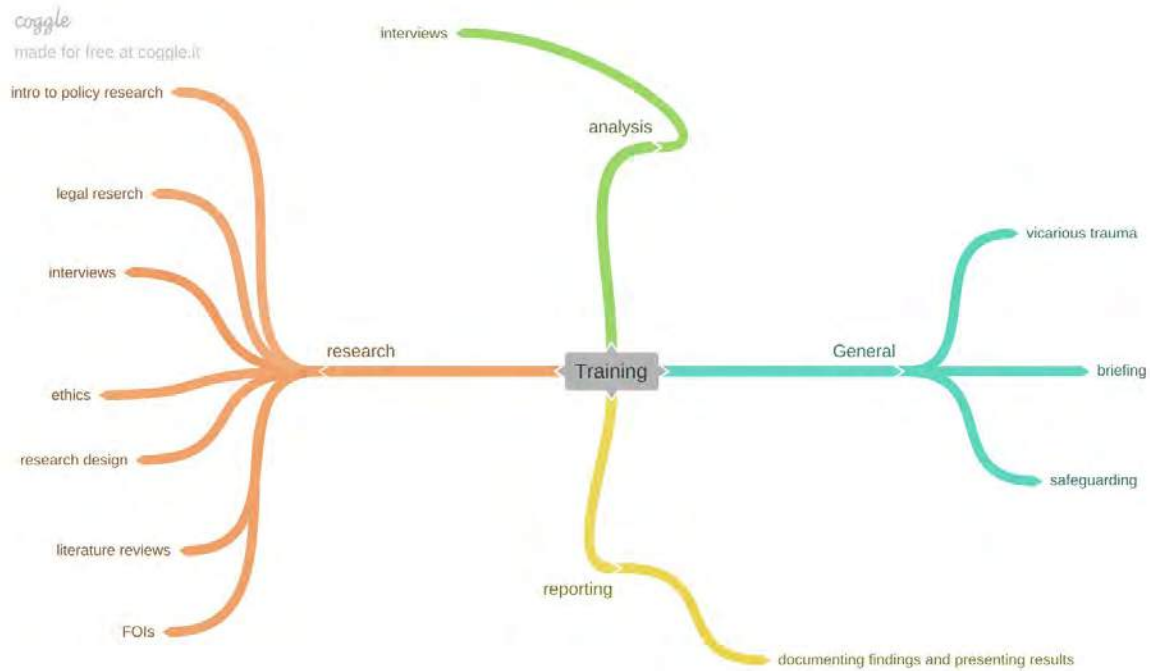 coggle
made for free at coggle.it
interviews
analysis
intro to policy research
legal reserch
interviews
research
ethics
research design
literature reviews
FOIs
Training
General
vicarious trauma
briefing
safeguarding
reporting
documenting findings and presenting results